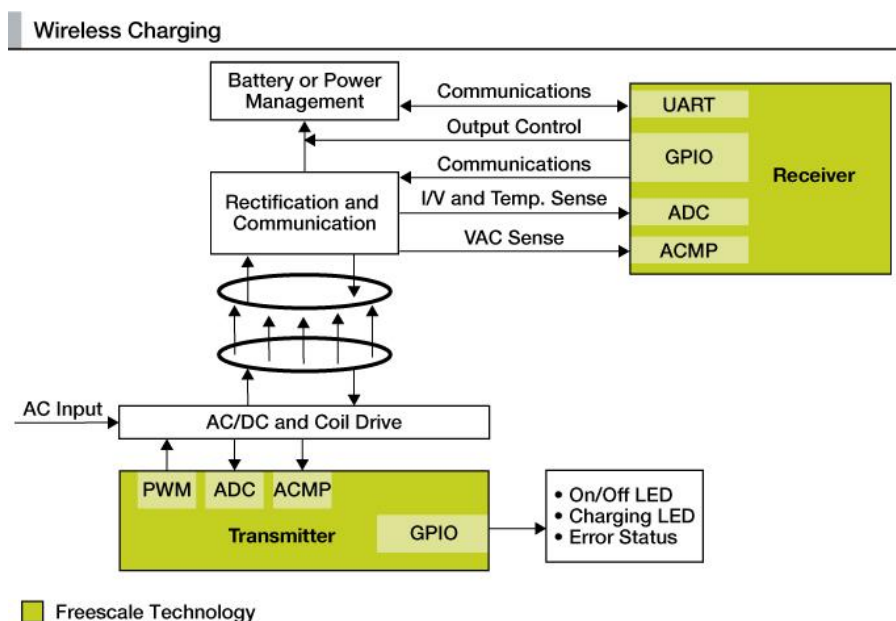 Wireless Charging
Battery or Power
Management
Communications
UART
Output Control
GPIO
Communications
Receiver
Rectification and
Communication
I/V and Temp. Sense
ADC
VAC Sense
ACMP
AC Input
AC/DC and Coil Drive
PWM
ADC
ACMP
Transmitter
GPIO
• On/Off LED
• Charging LED
• Error Status
Freescale Technology